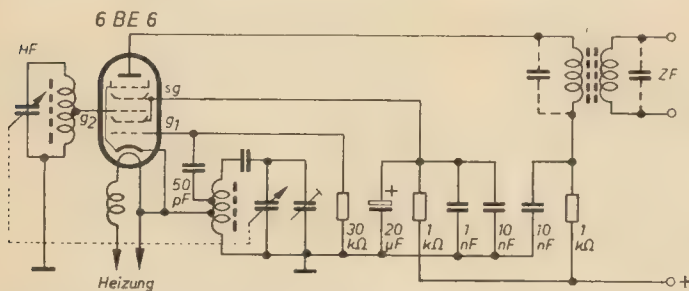 6 BE 6
HF
g2
sg
g1
ZF
50
pF
30
kΩ
+
20
µF
1
kΩ
1
nF
10
nF
10
nF
1
kΩ
+
Heizung